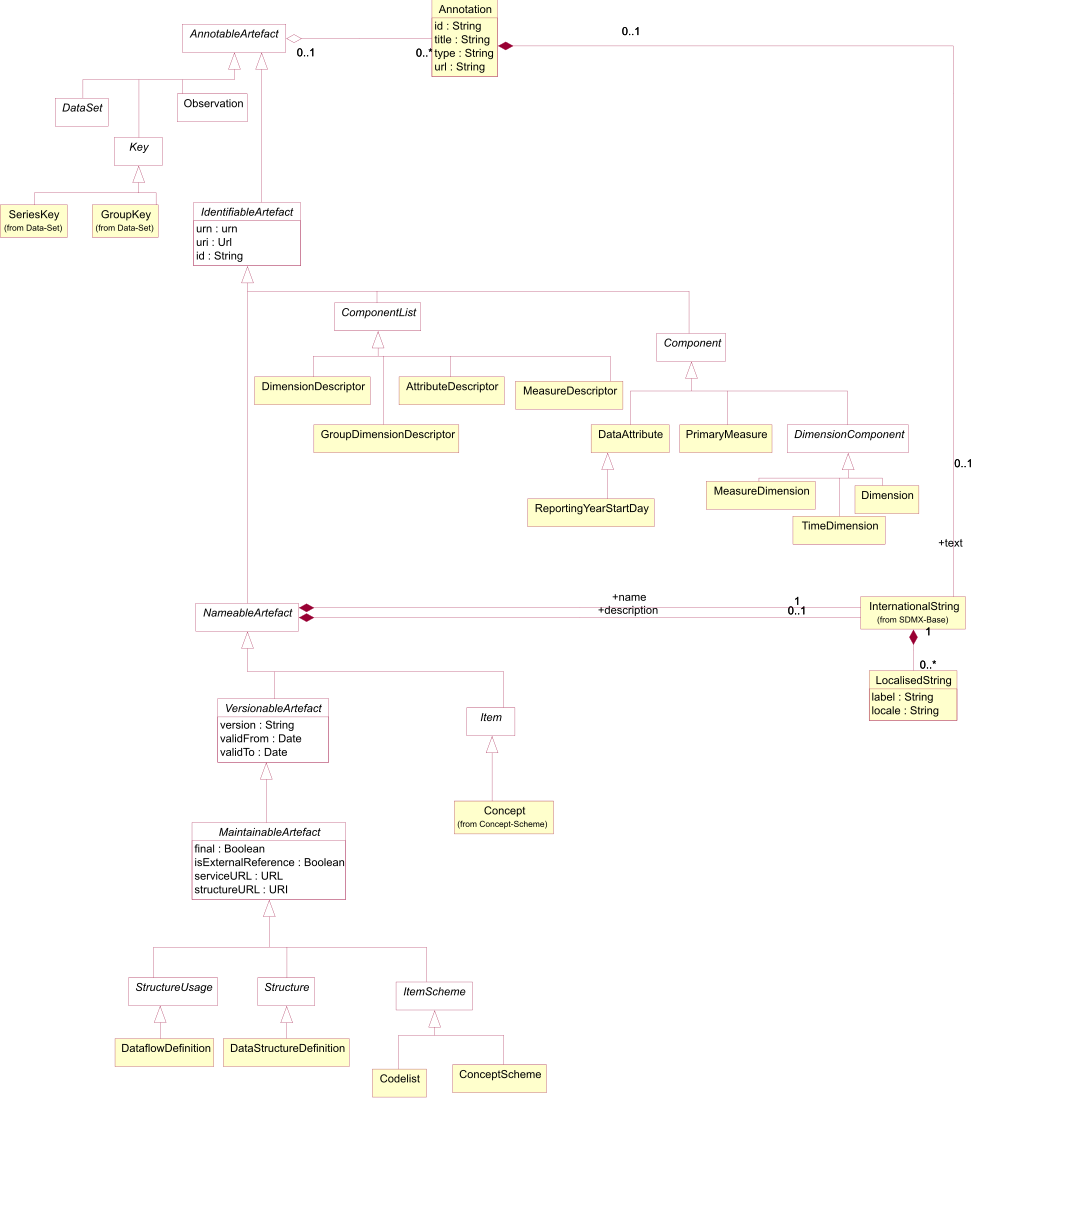 Annotation
id : String
title : String
type : String
url : String
AnnotableArtefact
0..1
0..*
0..1
DataSet
Observation
Key
SeriesKey
(from Data-Set)
GroupKey
(from Data-Set)
IdentifiableArtefact
urn : urn
uri : Url
id : String
ComponentList
Component
DimensionDescriptor
AttributeDescriptor
MeasureDescriptor
GroupDimensionDescriptor
DataAttribute
PrimaryMeasure
DimensionComponent
0..1
MeasureDimension
Dimension
ReportingYearStartDay
TimeDimension
+text
NameableArtefact
+name
1
+description
0..1
InternationalString
(from SDMX-Base)
1
0..*
LocalisedString
label : String
locale : String
VersionableArtefact
version : String
validFrom : Date
validTo : Date
Item
Concept
(from Concept-Scheme)
MaintainableArtefact
final : Boolean
isExternalReference : Boolean
serviceURL : URL
structureURL : URI
StructureUsage
Structure
ItemScheme
DataflowDefinition
DataStructureDefinition
Codelist
ConceptScheme